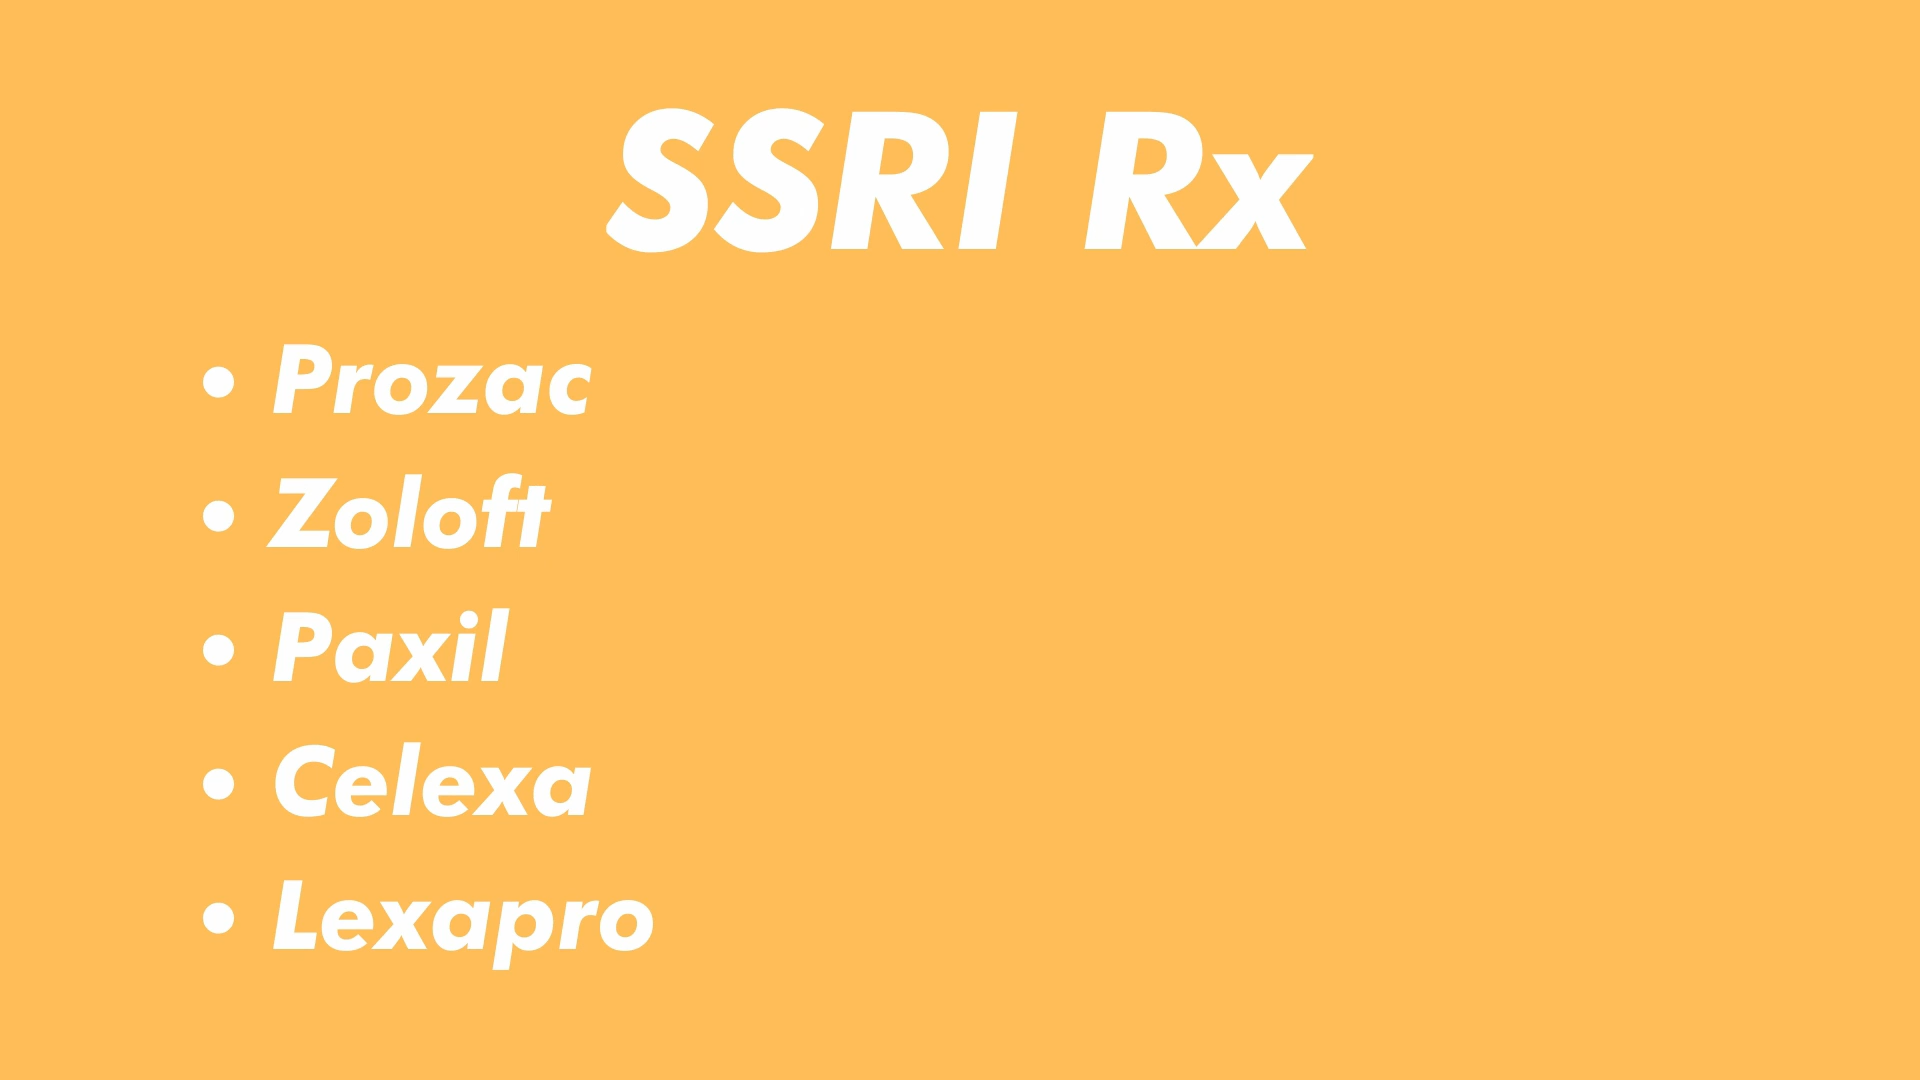 SSRI Rx
• Prozac
• Zoloft
• Paxil
• Celexa
• Lexapro